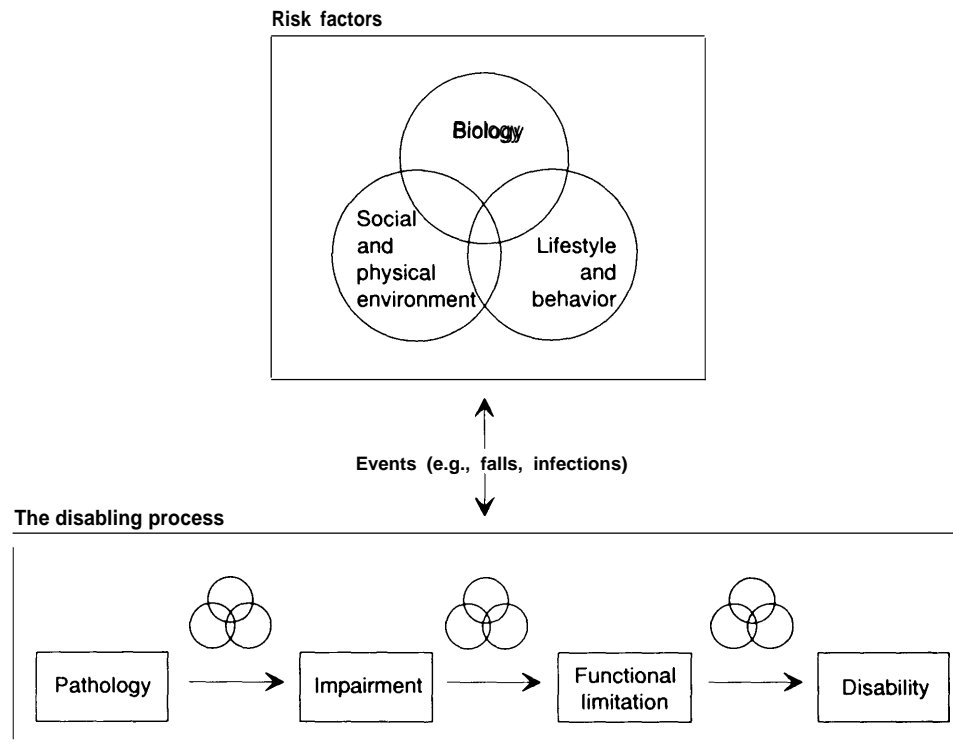 Risk factors
Biology
Social
and
physical
environment
Lifestyle
and
behavior
Events (e.g., falls, infections)
The disabling process
Pathology
Impairment
Functional
limitation
Disability